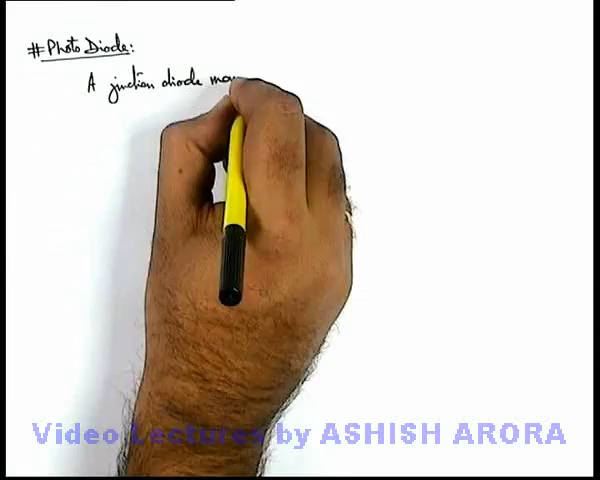 # Photo Diode:
A junction diode
Video Lectures by ASHISH ARORA